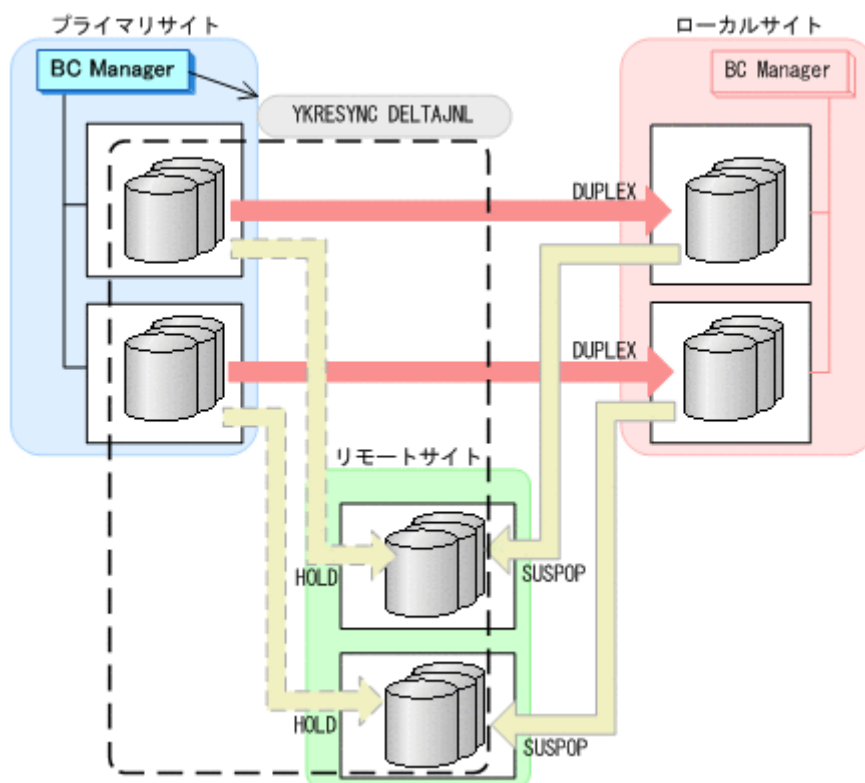 プライマリサイト
ローカルサイト
BC Manager
BC Manager
YKRESYNC DELTAJNL
DUPLEX
DUPLEX
リモートサイト
HOLD
SUSPOP
HOLD
SUSPOP